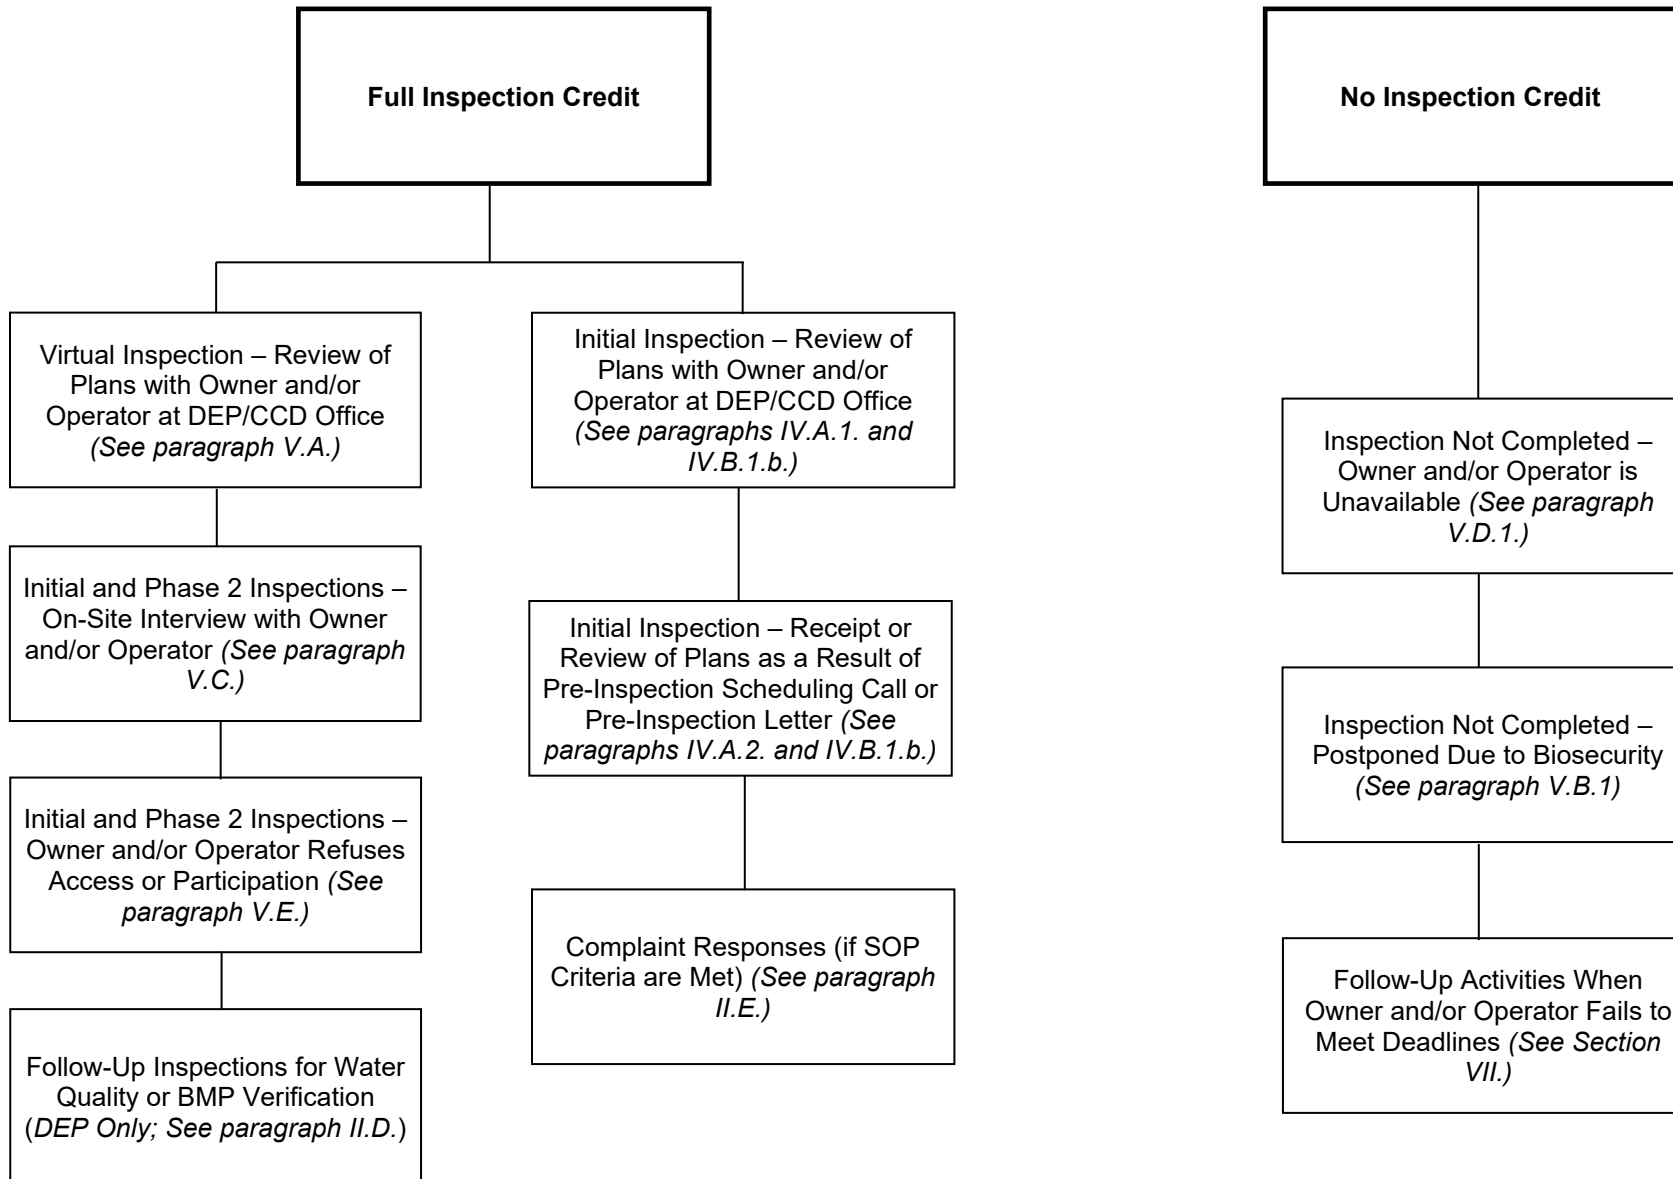 Full Inspection Credit
No Inspection Credit
Virtual Inspection – Review of
Plans with Owner and/or
Operator at DEP/CCD Office
(See paragraph V.A.)
Initial and Phase 2 Inspections –
On-Site Interview with Owner
and/or Operator (See paragraph
V.C.)
Initial and Phase 2 Inspections –
Owner and/or Operator Refuses
Access or Participation (See
paragraph V.E.)
Follow-Up Inspections for Water
Quality or BMP Verification
(DEP Only; See paragraph II.D.)
Initial Inspection – Review of
Plans with Owner and/or
Operator at DEP/CCD Office
(See paragraphs IV.A.1. and
IV.B.1.b.)
Initial Inspection – Receipt or
Review of Plans as a Result of
Pre-Inspection Scheduling Call or
Pre-Inspection Letter (See
paragraphs IV.A.2. and IV.B.1.b.)
Complaint Responses (if SOP
Criteria are Met) (See paragraph
II.E.)
Inspection Not Completed –
Owner and/or Operator is
Unavailable (See paragraph
V.D.1.)
Inspection Not Completed –
Postponed Due to Biosecurity
(See paragraph V.B.1)
Follow-Up Activities When
Owner and/or Operator Fails to
Meet Deadlines (See Section
VII.)